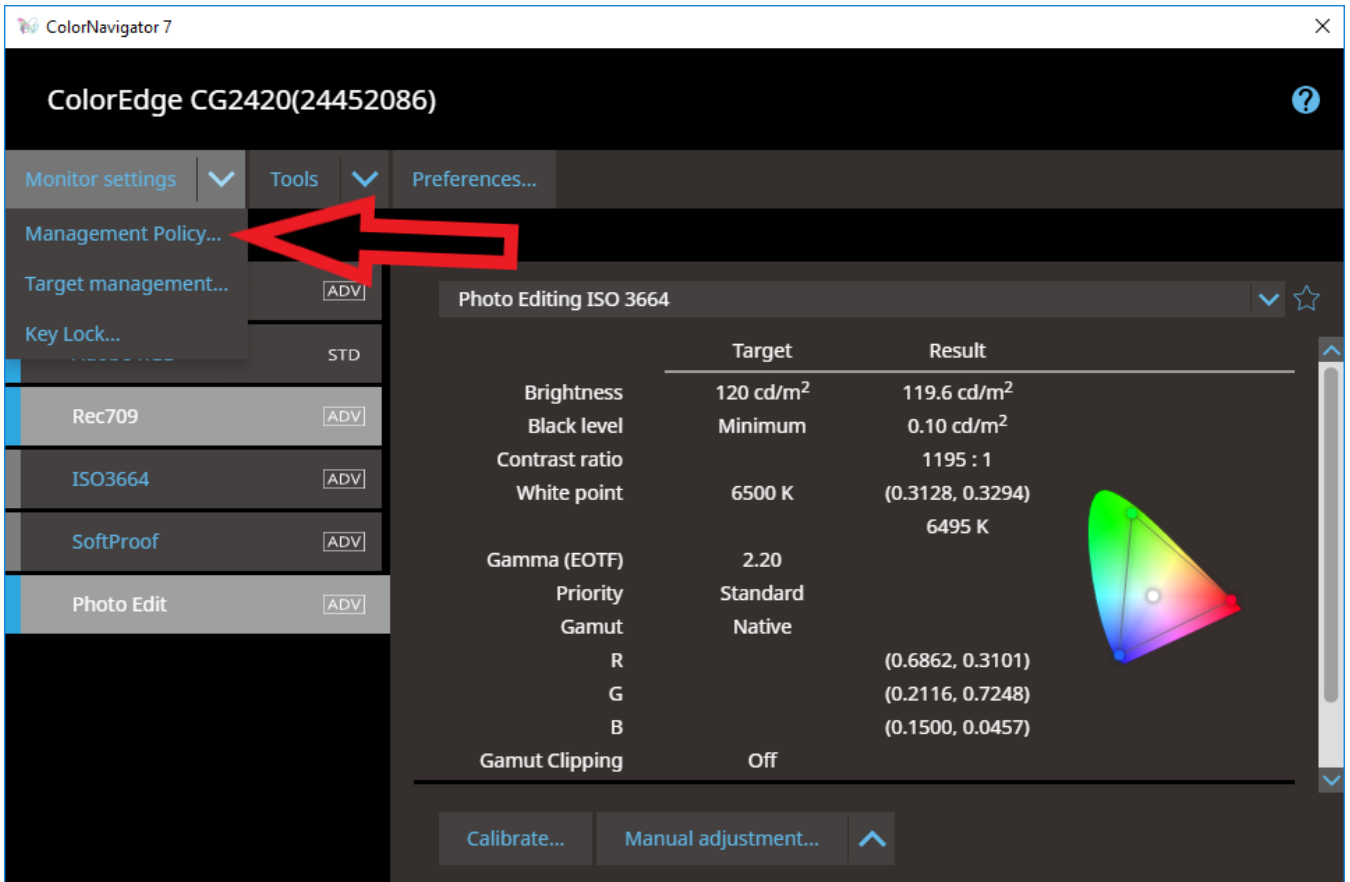 ColorNavigator 7
ColorEdge CG2420(24452086)
?
Monitor settings Tools Preferences...
Management Policy...
Target management...
Key Lock...
ADV
STD
Rec709 ADV
ISO3664 ADV
SoftProof ADV
Photo Edit ADV
Photo Editing ISO 3664
Target Result
Brightness 120 cd/m² 119.6 cd/m²
Black level Minimum 0.10 cd/m²
Contrast ratio 1195 : 1
White point 6500 K (0.3128, 0.3294)
6495 K
Gamma (EOTF) 2.20
Priority Standard
Gamut Native
R (0.6862, 0.3101)
G (0.2116, 0.7248)
B (0.1500, 0.0457)
Gamut Clipping Off
Calibrate... Manual adjustment...